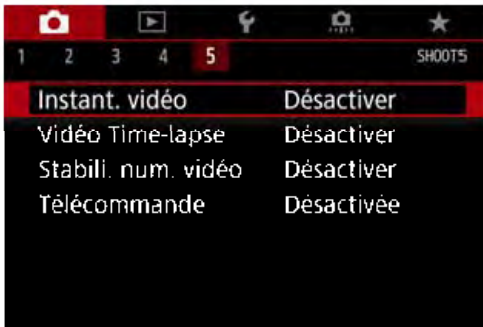 1 2 3 4 5 SHOOT5
Instant. vidéo Désactiver
Vidéo Time-lapse Désactiver
Stabili. num. vidéo Désactiver
Télécommande Désactivée